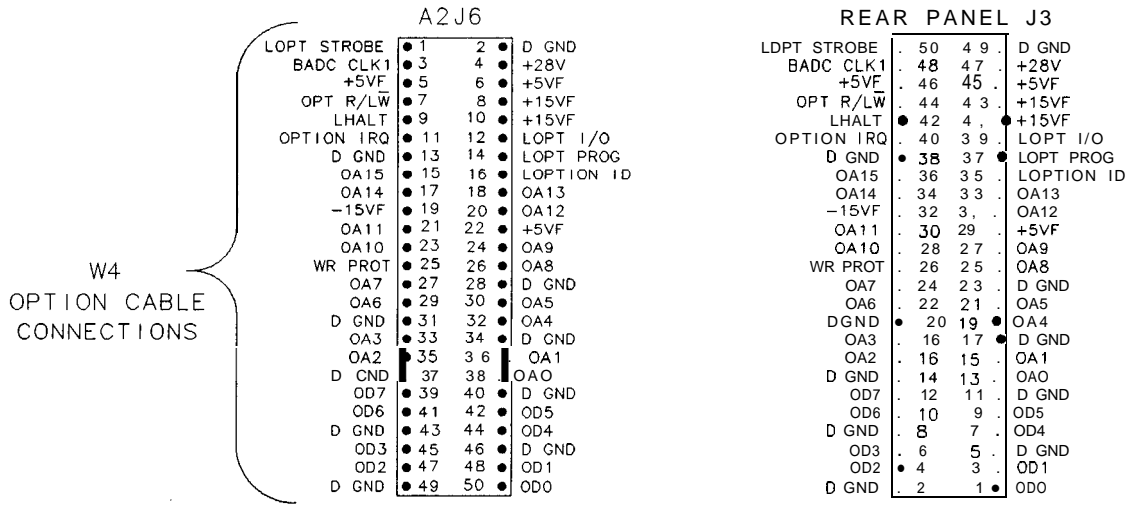 A2J6
LOPT STROBE 1 2 D GND
BADC CLK1 3 4 +28V
+5VF 5 6 +5VF
OPT R/LW̅ 7 8 +15VF
LHALT 9 10 +15VF
OPTION IRQ 11 12 LOPT I/O
D GND 13 14 LOPT PROG
OA15 15 16 LOPTION ID
OA14 17 18 OA13
-15VF 19 20 OA12
OA11 21 22 +5VF
OA10 23 24 OA9
WR PROT 25 26 OA8
OA7 27 28 D GND
OA6 29 30 OA5
D GND 31 32 OA4
OA3 33 34 D GND
OA2 35 36 OA1
D CND 37 38 OAO
OD7 39 40 D GND
OD6 41 42 OD5
D GND 43 44 OD4
OD3 45 46 D GND
OD2 47 48 OD1
D GND 49 50 ODO
W4
OPTION CABLE
CONNECTIONS
REAR PANEL J3
LDPT STROBE . 50 49 . D GND
BADC CLK1 . 48 47 . +28V
+5VF . 46 45 . +5VF
OPT R/LW̅ . 44 43 . +15VF
LHALT 42 4, +15VF
OPTION IRQ . 40 39 . LOPT I/O
D GND 38 37 LOPT PROG
OA15 . 36 35 . LOPTION ID
OA14 . 34 33 . OA13
-15VF . 32 3, . OA12
OA11 . 30 29 . +5VF
OA10 . 28 27 . OA9
WR PROT . 26 25 . OA8
OA7 . 24 23 . D GND
OA6 . 22 21 . OA5
DGND 20 19 OA4
OA3 . 16 17 D GND
OA2 . 16 15 . OA1
D GND . 14 13 . OAO
OD7 . 12 11 . D GND
OD6 . 10 9 . OD5
D GND . 8 7 . OD4
OD3 . 6 5 . D GND
OD2 4 3 . OD1
D GND . 2 1 ODO